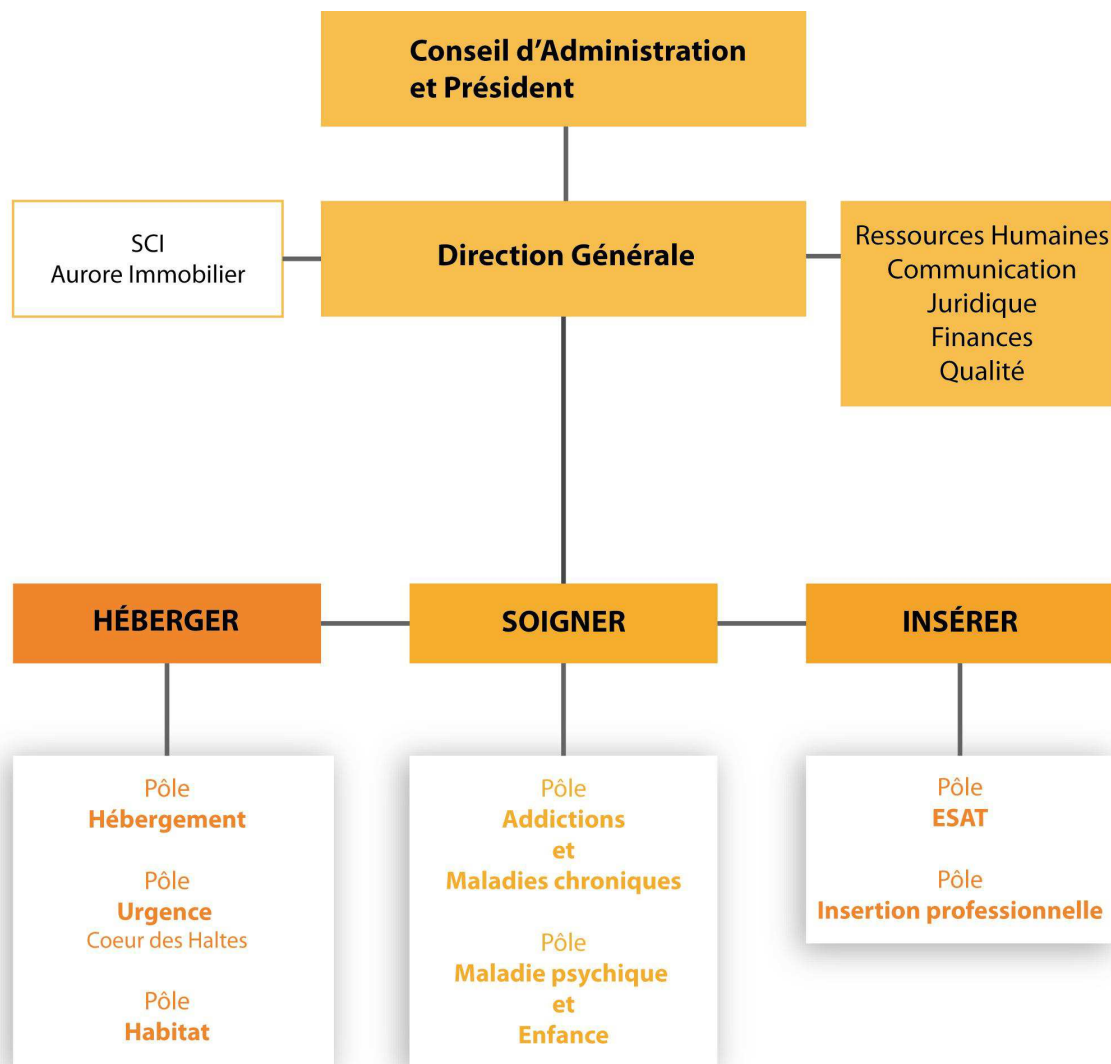 Conseil d’Administration
et Président
SCI
Aurore Immobilier
Direction Générale
Ressources Humaines
Communication
Juridique
Finances
Qualité
HÉBERGER
SOIGNER
INSÉRER
Pôle
Hébergement
Pôle
Urgence
Coeur des Haltes
Pôle
Habitat
Pôle
Addictions
et
Maladies chroniques
Pôle
Maladie psychique
et
Enfance
Pôle
ESAT
Pôle
Insertion professionnelle